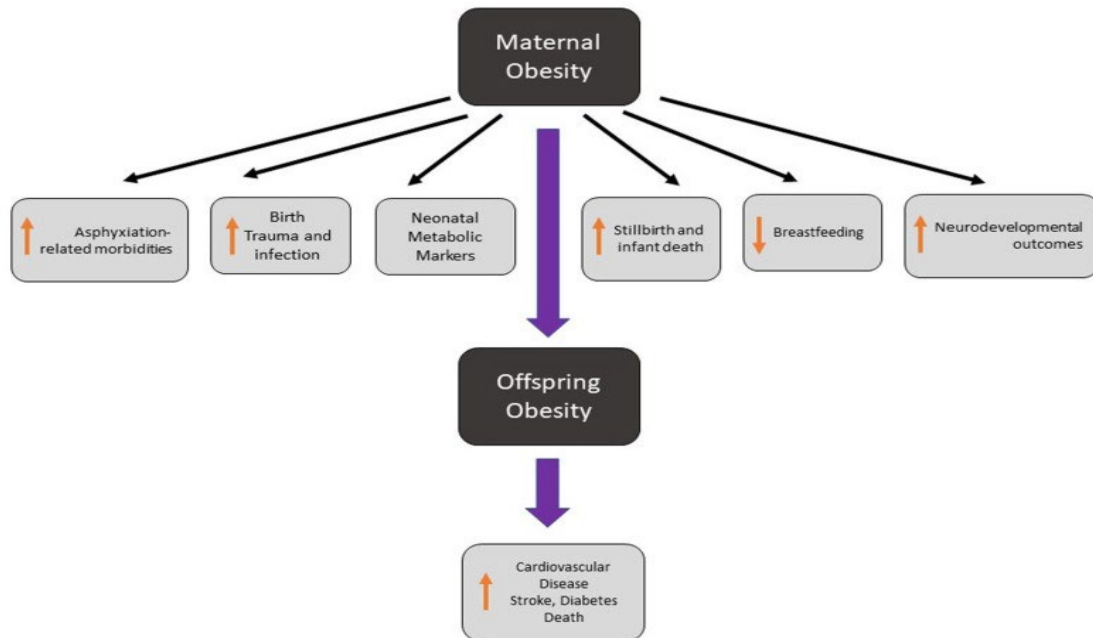 Maternal
Obesity
Asphyxiation-
related morbidities
Birth
Trauma and
infection
Neonatal
Metabolic
Markers
Stillbirth and
infant death
Breastfeeding
Neurodevelopmental
outcomes
Offspring
Obesity
Cardiovascular
Disease
Stroke, Diabetes
Death